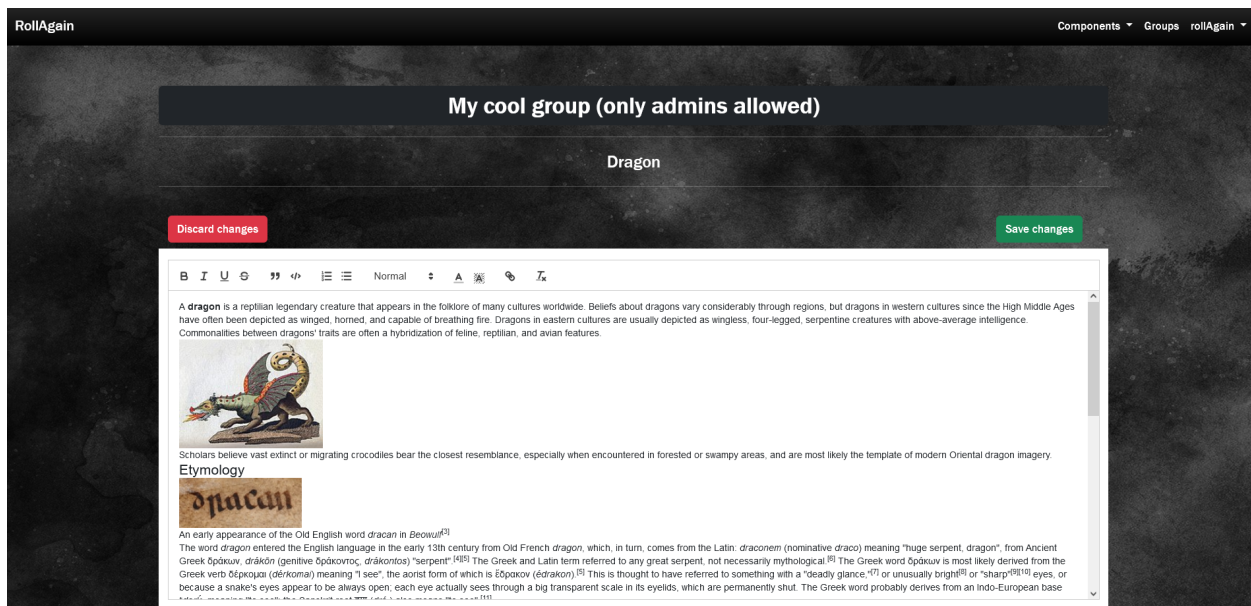 RollAgain
Components Groups rollAgain
My cool group (only admins allowed)
Dragon
Discard changes Save changes
B I U S Normal A A Tx
A dragon is a reptilian legendary creature that appears in the folklore of many cultures worldwide. Beliefs about dragons vary considerably through regions, but dragons in western cultures since the High Middle Ages
have often been depicted as winged, horned, and capable of breathing fire. Dragons in eastern cultures are usually depicted as wingless, four-legged, serpentine creatures with above-average intelligence.
Commonalities between dragons' traits are often a hybridization of feline, reptilian, and avian features.
Scholars believe vast extinct or migrating crocodiles bear the closest resemblance, especially when encountered in forested or swampy areas, and are most likely the template of modern Oriental dragon imagery.
Etymology
dracan
An early appearance of the Old English word dracan in Beowulf[3]
The word dragon entered the English language in the early 13th century from Old French dragon, which, in turn, comes from the Latin: draconem (nominative draco) meaning "huge serpent, dragon", from Ancient
Greek δράκων, drákōn (genitive δράκοντος, drákontos) "serpent".[4][5] The Greek and Latin term referred to any great serpent, not necessarily mythological.[6] The Greek word δράκων is most likely derived from the
Greek verb δέρκομαι (dérkomai) meaning "I see", the aorist form of which is ἔδρακον (édrakon).[5] This is thought to have referred to something with a "deadly glance,"[7] or unusually bright[8] or "sharp"[9][10] eyes, or
because a snake's eyes appear to be always open; each eye actually sees through a big transparent scale in its eyelids, which are permanently shut. The Greek word probably derives from an Indo-European base